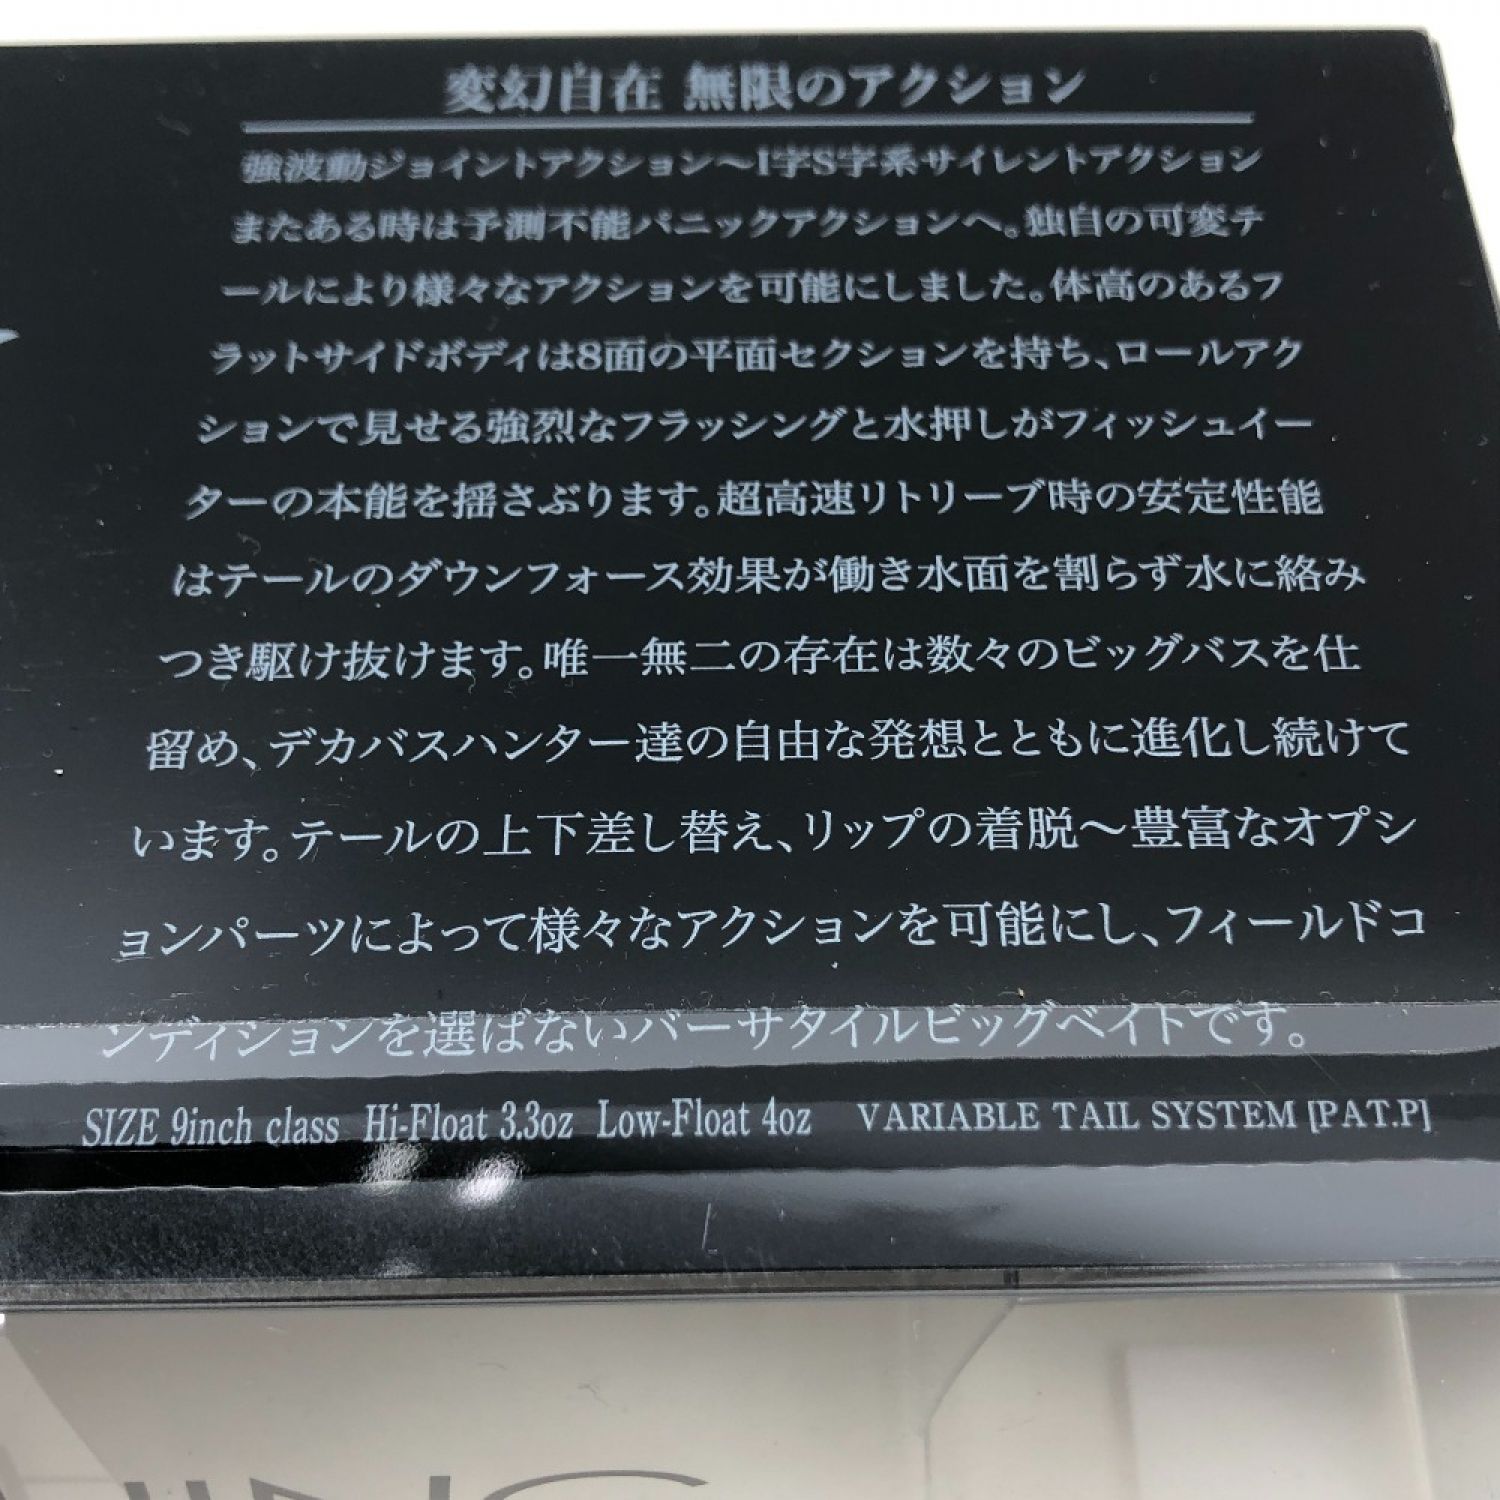 変幻自在 無限のアクション
強波動ジョイントアクション～I字S字系サイレントアクション
またある時は予測不能パニックアクションへ。独自の可変テ
ールにより様々なアクションを可能にしました。体高のあるフ
ラットサイドボディは8面の平面セクションを持ち、ロールアク
ションで見せる強烈なフラッシングと水押しがフィッシュイー
ターの本能を揺さぶります。超高速リトリーブ時の安定性能
はテールのダウンフォース効果が働き水面を割らず水に絡み
つき駆け抜けます。唯一無二の存在は数々のビッグバスを仕
留め、デカバスハンター達の自由な発想とともに進化し続けて
います。テールの上下差し替え、リップの着脱～豊富なオプシ
ョンパーツによって様々なアクションを可能にし、フィールドコ
ンディションを選ばないバーサタイルビッグベイトです。
SIZE 9inch class Hi-Float 3.3oz Low-Float 4oz VARIABLE TAIL SYSTEM [PAT.P]